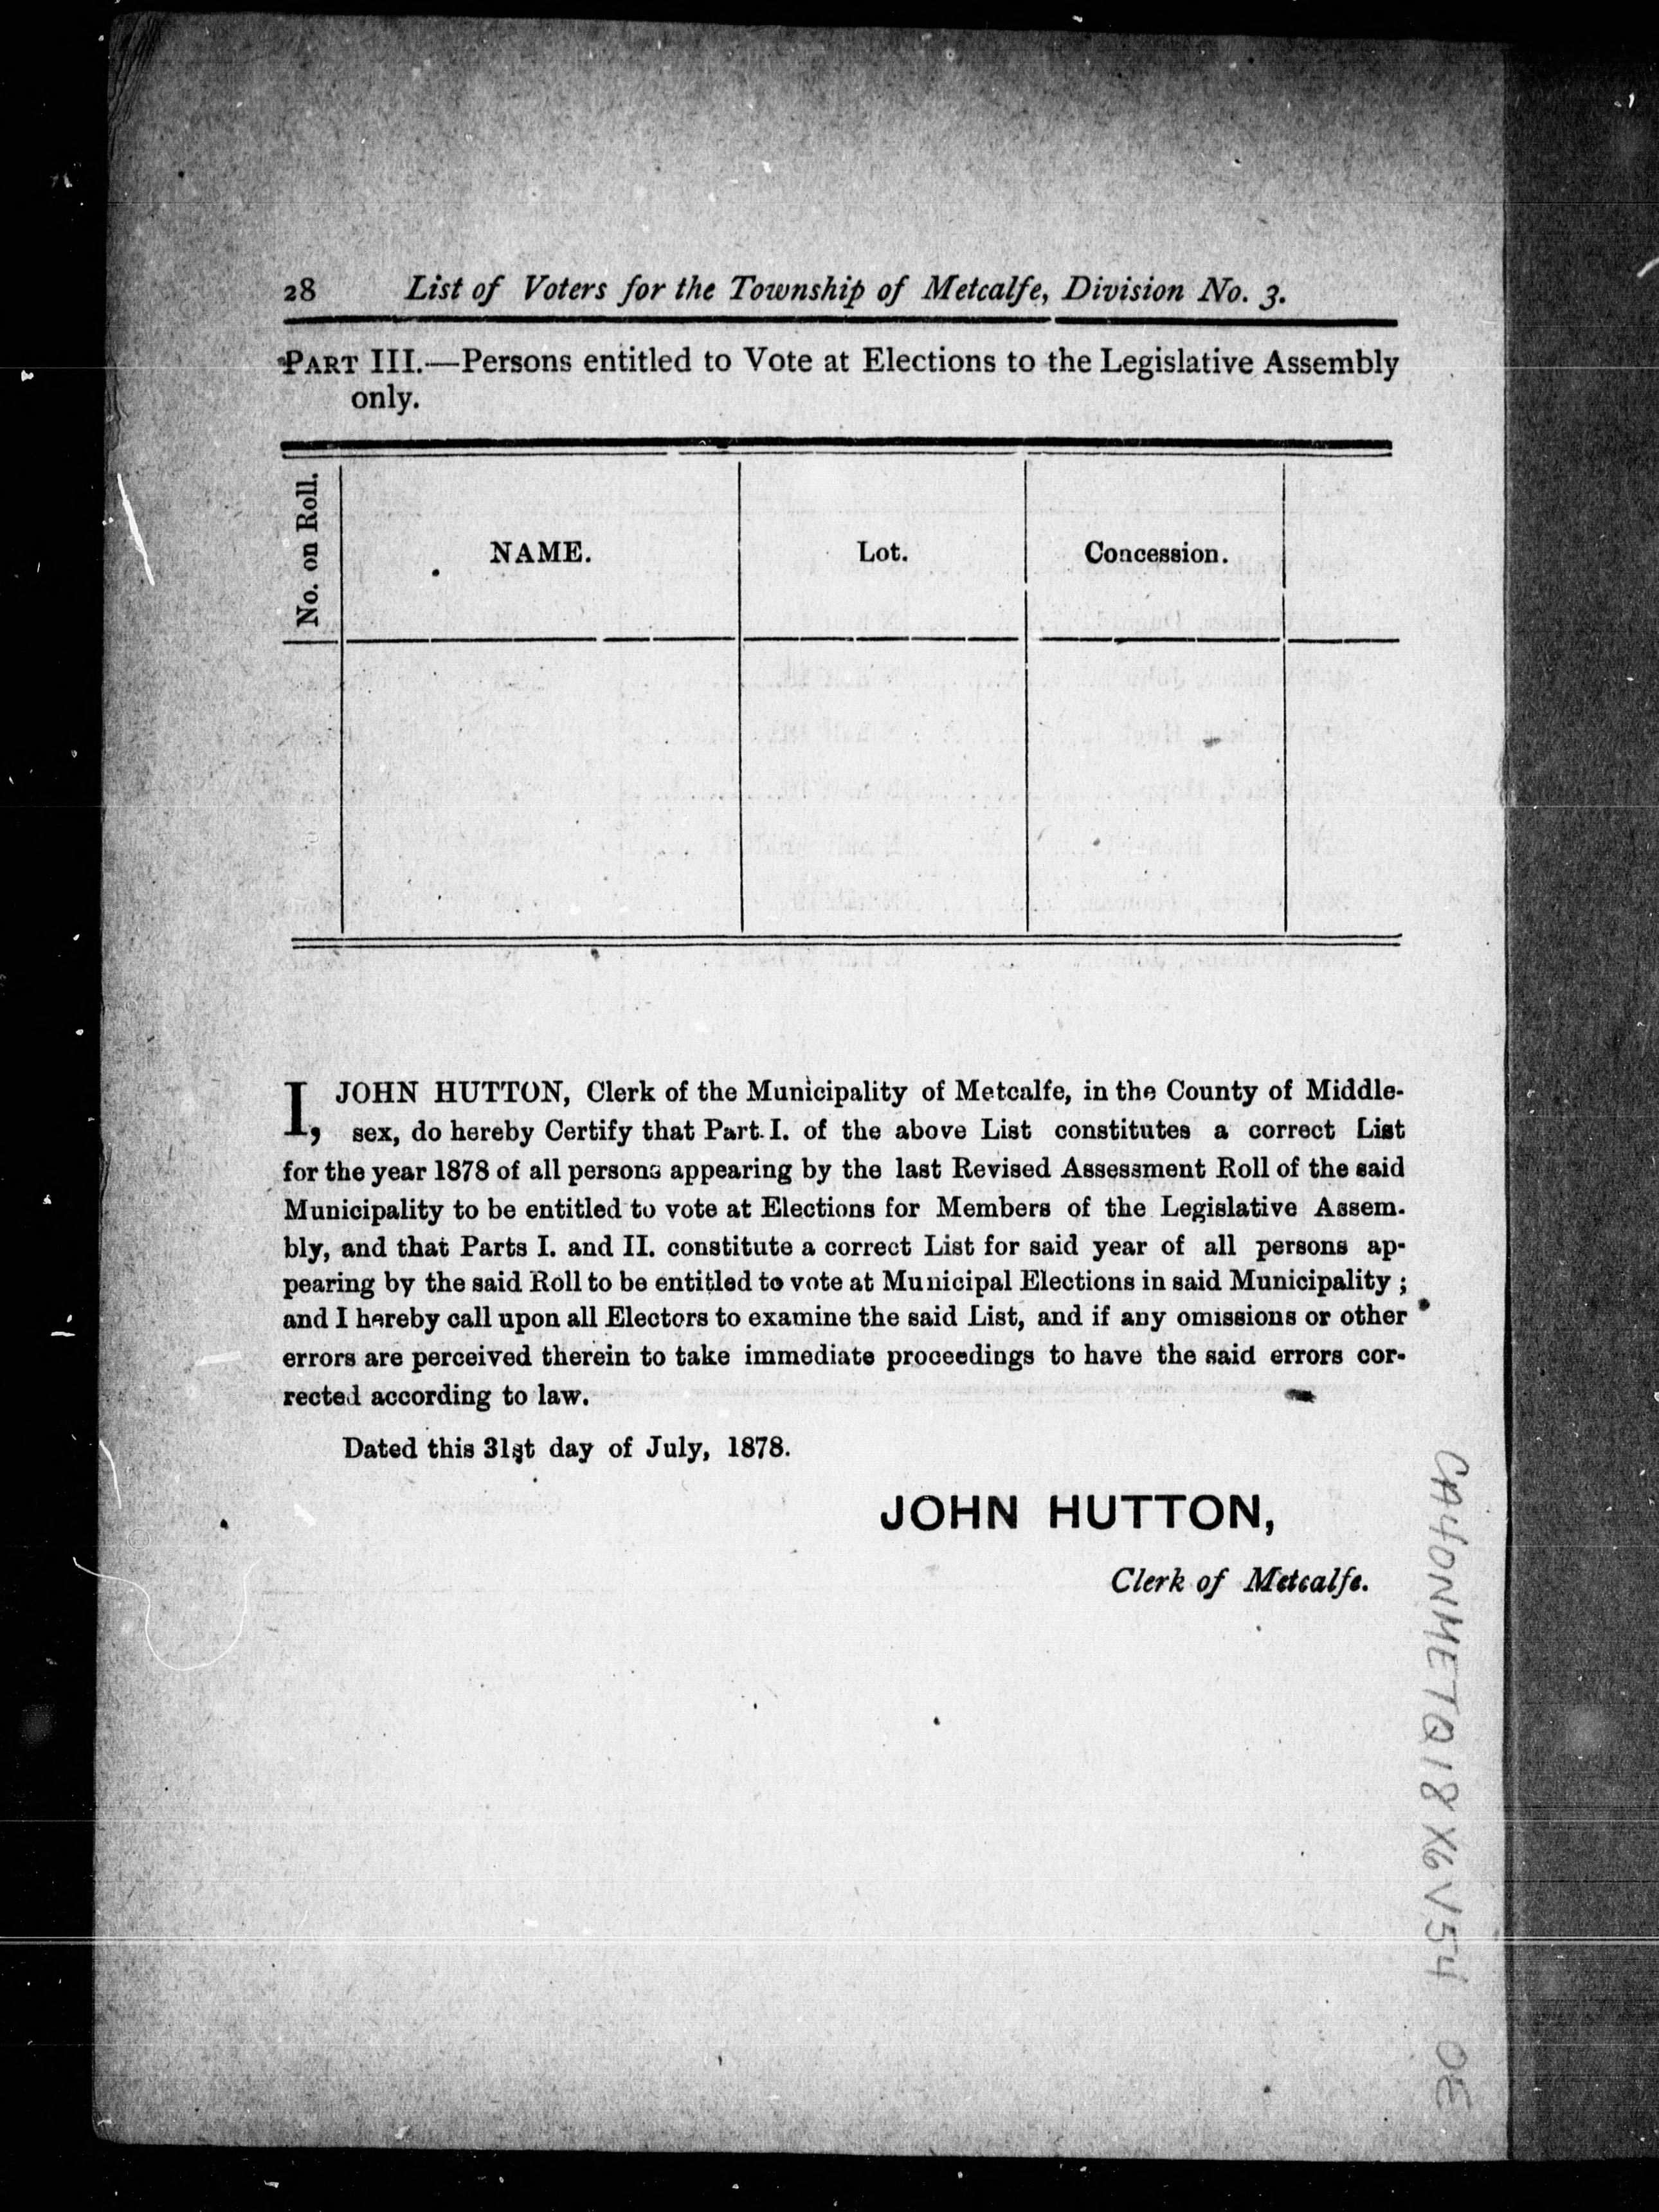 28 List of Voters for the Township of Metcalfe, Division No. 3.
PART III.—Persons entitled to Vote at Elections to the Legislative Assembly
only.
No. on Roll.
NAME.
Lot.
Concession.
I, JOHN HUTTON, Clerk of the Municipality of Metcalfe, in the County of Middle-
sex, do hereby Certify that Part I. of the above List constitutes a correct List
for the year 1878 of all persons appearing by the last Revised Assessment Roll of the said
Municipality to be entitled to vote at Elections for Members of the Legislative Assem-
bly, and that Parts I. and II. constitute a correct List for said year of all persons ap-
pearing by the said Roll to be entitled to vote at Municipal Elections in said Municipality ;
and I hereby call upon all Electors to examine the said List, and if any omissions or other
errors are perceived therein to take immediate proceedings to have the said errors cor-
rected according to law.
Dated this 31st day of July, 1878.
JOHN HUTTON,
Clerk of Metcalfe.
CA4ONMETQ18 X6V54 OE